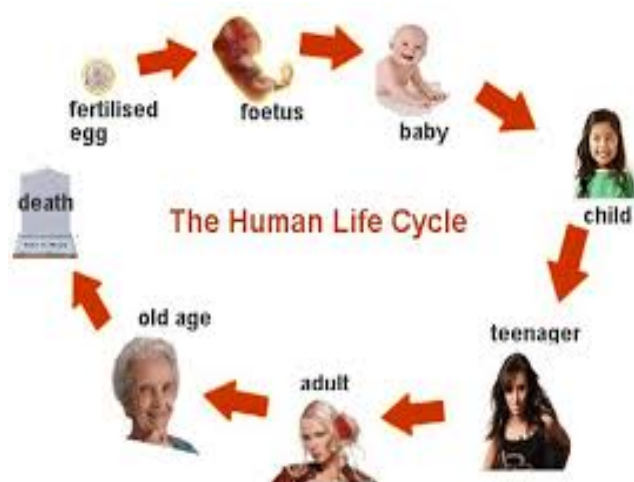 fertilised
egg
foetus
baby
child
The Human Life Cycle
teenager
adult
old age
death